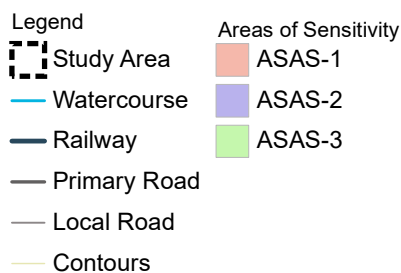 Legend
Study Area
Watercourse
Railway
Primary Road
Local Road
Contours
Areas of Sensitivity
ASAS-1
ASAS-2
ASAS-3